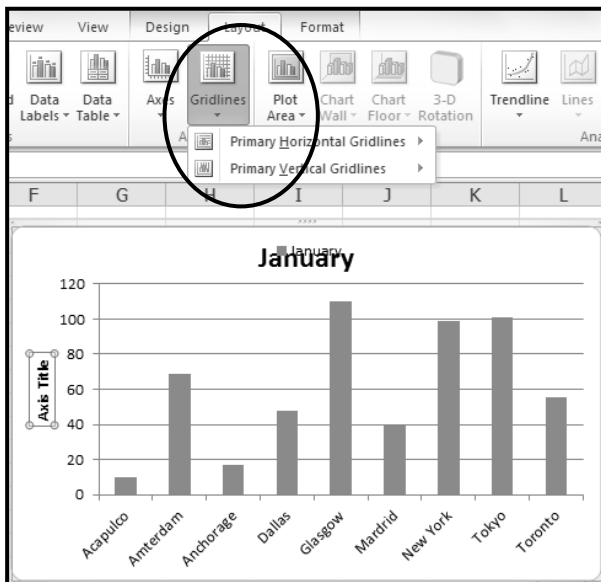 eview View Design Layout Format
d Data Labels Data Table Axes Gridlines Plot Area Chart Wall Chart Floor 3-D Rotation Trendline Lines
s A Ana
Primary Horizontal Gridlines
Primary Vertical Gridlines
F G H I J K L
January
January
120
100
80
60
40
20
0
Axis Title
Acapulco Amterdam Anchorage Dallas Glasgow Mardrid New York Tokyo Toronto